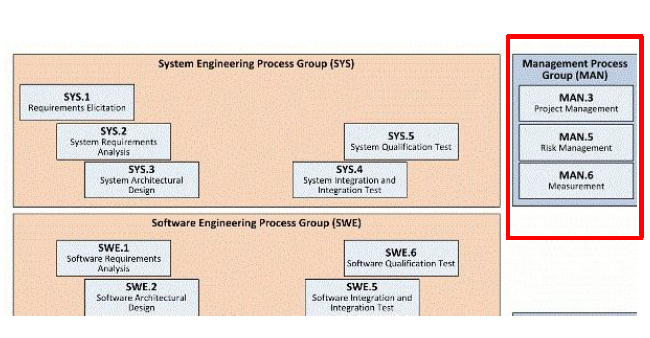 System Engineering Process Group (SYS)
SYS.1
Requirements Elicitation
SYS.2
System Requirements
Analysis
SYS.3
System Architectural
Design
SYS.5
System Qualification Test
SYS.4
System Integration and
Integration Test
Management Process
Group (MAN)
MAN.3
Project Management
MAN.5
Risk Management
MAN.6
Measurement
Software Engineering Process Group (SWE)
SWE.1
Software Requirements
Analysis
SWE.2
Software Architectural
Design
SWE.6
Software Qualification Test
SWE.5
Software Integration and
Integration Test